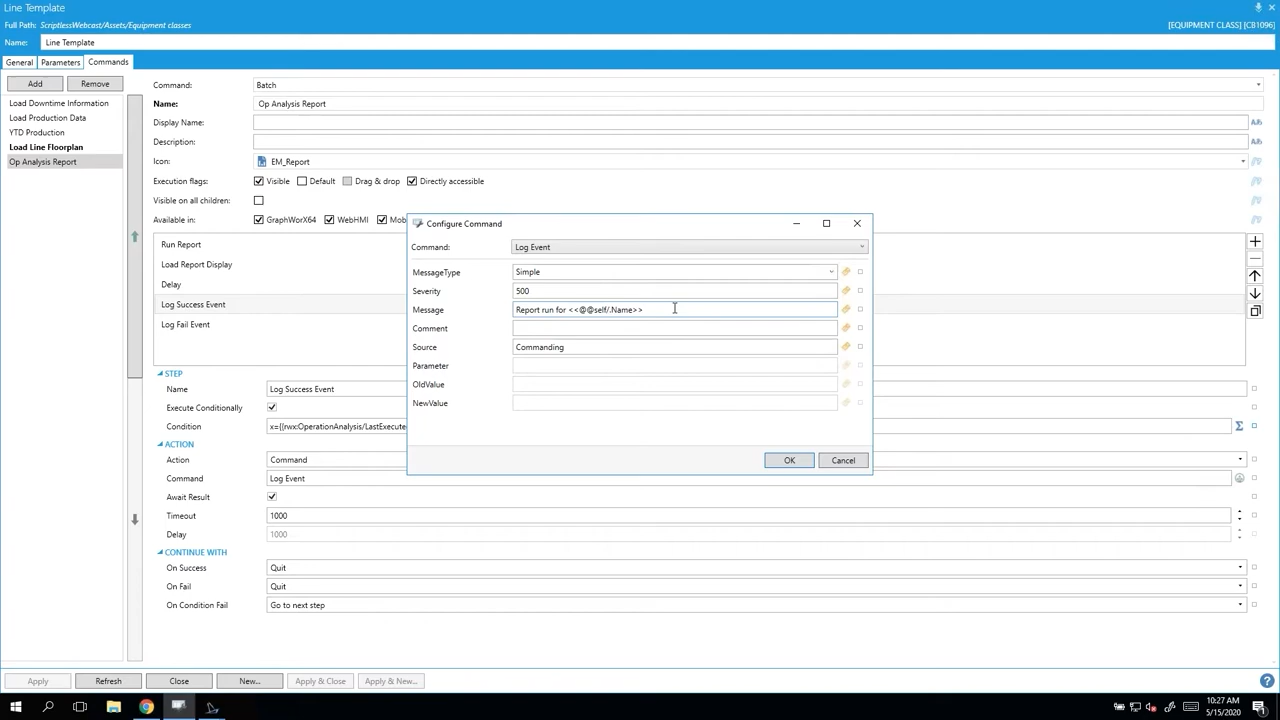 Line Template
Full Path: ScriptlessWebcast/Assets/Equipment classes
[EQUIPMENT CLASS] [CB1096]
Name: Line Template
General Parameters Commands
Add Remove
Load Downtime Information
Load Production Data
YTD Production
Load Line Floorplan
Op Analysis Report
Command: Batch
Name: Op Analysis Report
Display Name:
Description:
Icon: EM_Report
Execution flags: Visible Default Drag & drop Directly accessible
Visible on all children:
Available in: GraphWorX64 WebHMI Mob
Run Report
Load Report Display
Delay
Log Success Event
Log Fail Event
STEP
Name Log Success Event
Execute Conditionally
Condition x={{rwx:OperationAnalysis/LastExecute
ACTION
Action Command
Command Log Event
Await Result
Timeout 1000
Delay 1000
CONTINUE WITH
On Success Quit
On Fail Quit
On Condition Fail Go to next step
Configure Command
Command: Log Event
MessageType Simple
Severity 500
Message Report run for <<@@self/.Name>>
Comment
Source Commanding
Parameter
OldValue
NewValue
OK Cancel
Apply Refresh Close New... Apply & Close Apply & New...
10:27 AM
5/15/2020